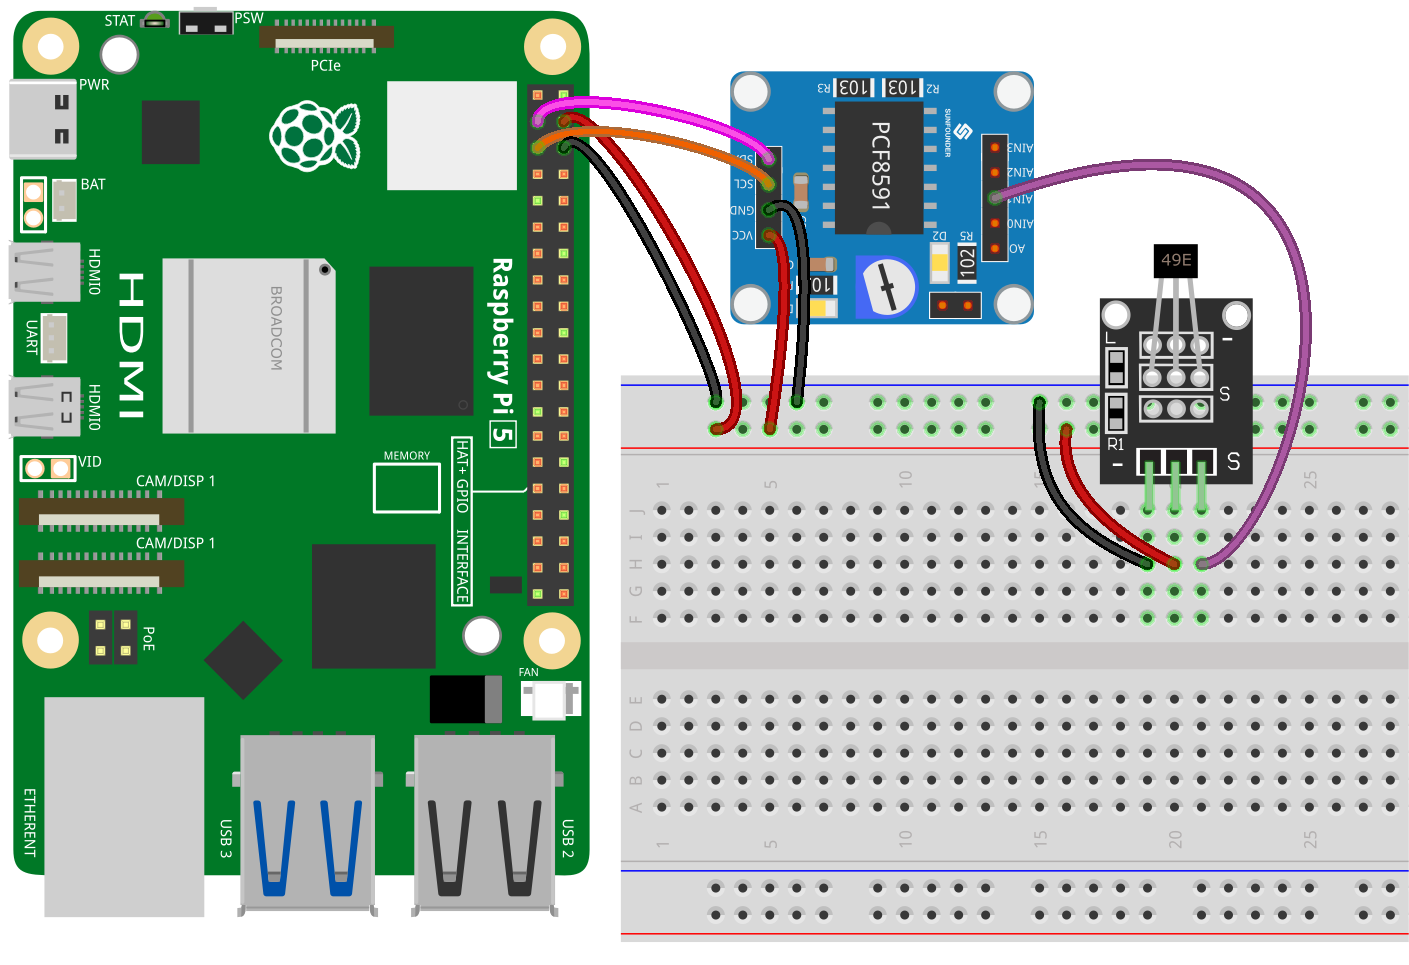 STAT
PSW
PCIe
PWR
BAT
HDMI0
HDMI
UART
HDMI0
VID
CAM/DISP 1
CAM/DISP 1
BROADCOM
Raspberry Pi 5
MEMORY
HAT+ GPIO INTERFACE
PoE
FAN
ETHERENT
USB 3
USB 2
R3
103
103
R2
PCF8591
SUNFOUNDER
SDA
SCL
GND
VCC
AIN3
AIN2
AIN1
AIN0
AO
D2
R5
102
49E
L
-
S
R1
-
S
1
5
10
15
25
J
I
H
G
F
E
D
C
B
A
1
5
10
15
20
25